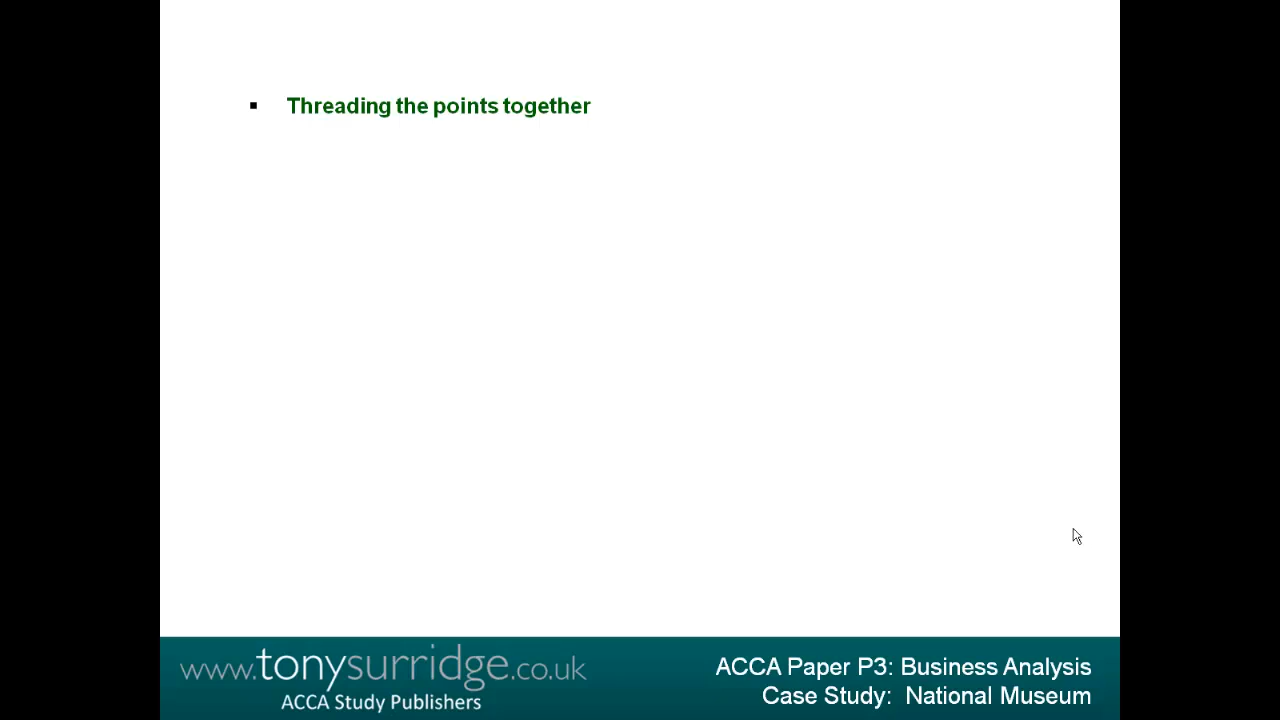 ▪ Threading the points together
www.tonysurridge.co.uk
ACCA Study Publishers
ACCA Paper P3: Business Analysis
Case Study: National Museum